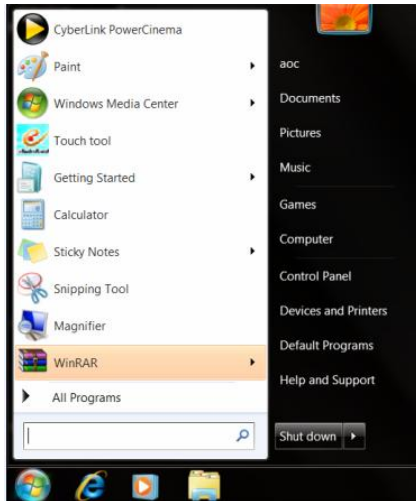 CyberLink PowerCinema
Paint
Windows Media Center
Touch tool
Getting Started
Calculator
Sticky Notes
Snipping Tool
Magnifier
WinRAR
All Programs
aoc
Documents
Pictures
Music
Games
Computer
Control Panel
Devices and Printers
Default Programs
Help and Support
Shut down